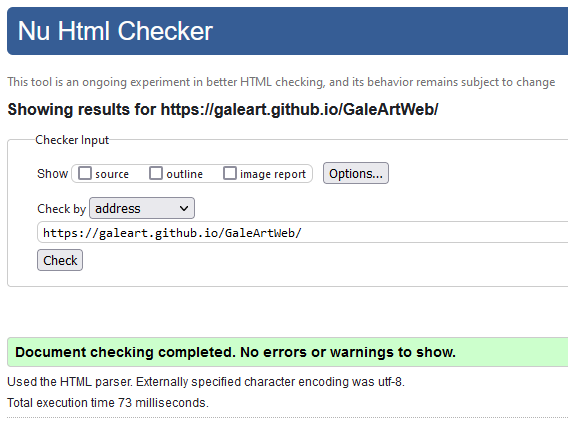 Nu Html Checker
This tool is an ongoing experiment in better HTML checking, and its behavior remains subject to change
Showing results for https://galeart.github.io/GaleArtWeb/
Checker Input
Show source outline image report Options...
Check by address
https://galeart.github.io/GaleArtWeb/
Check
Document checking completed. No errors or warnings to show.
Used the HTML parser. Externally specified character encoding was utf-8.
Total execution time 73 milliseconds.